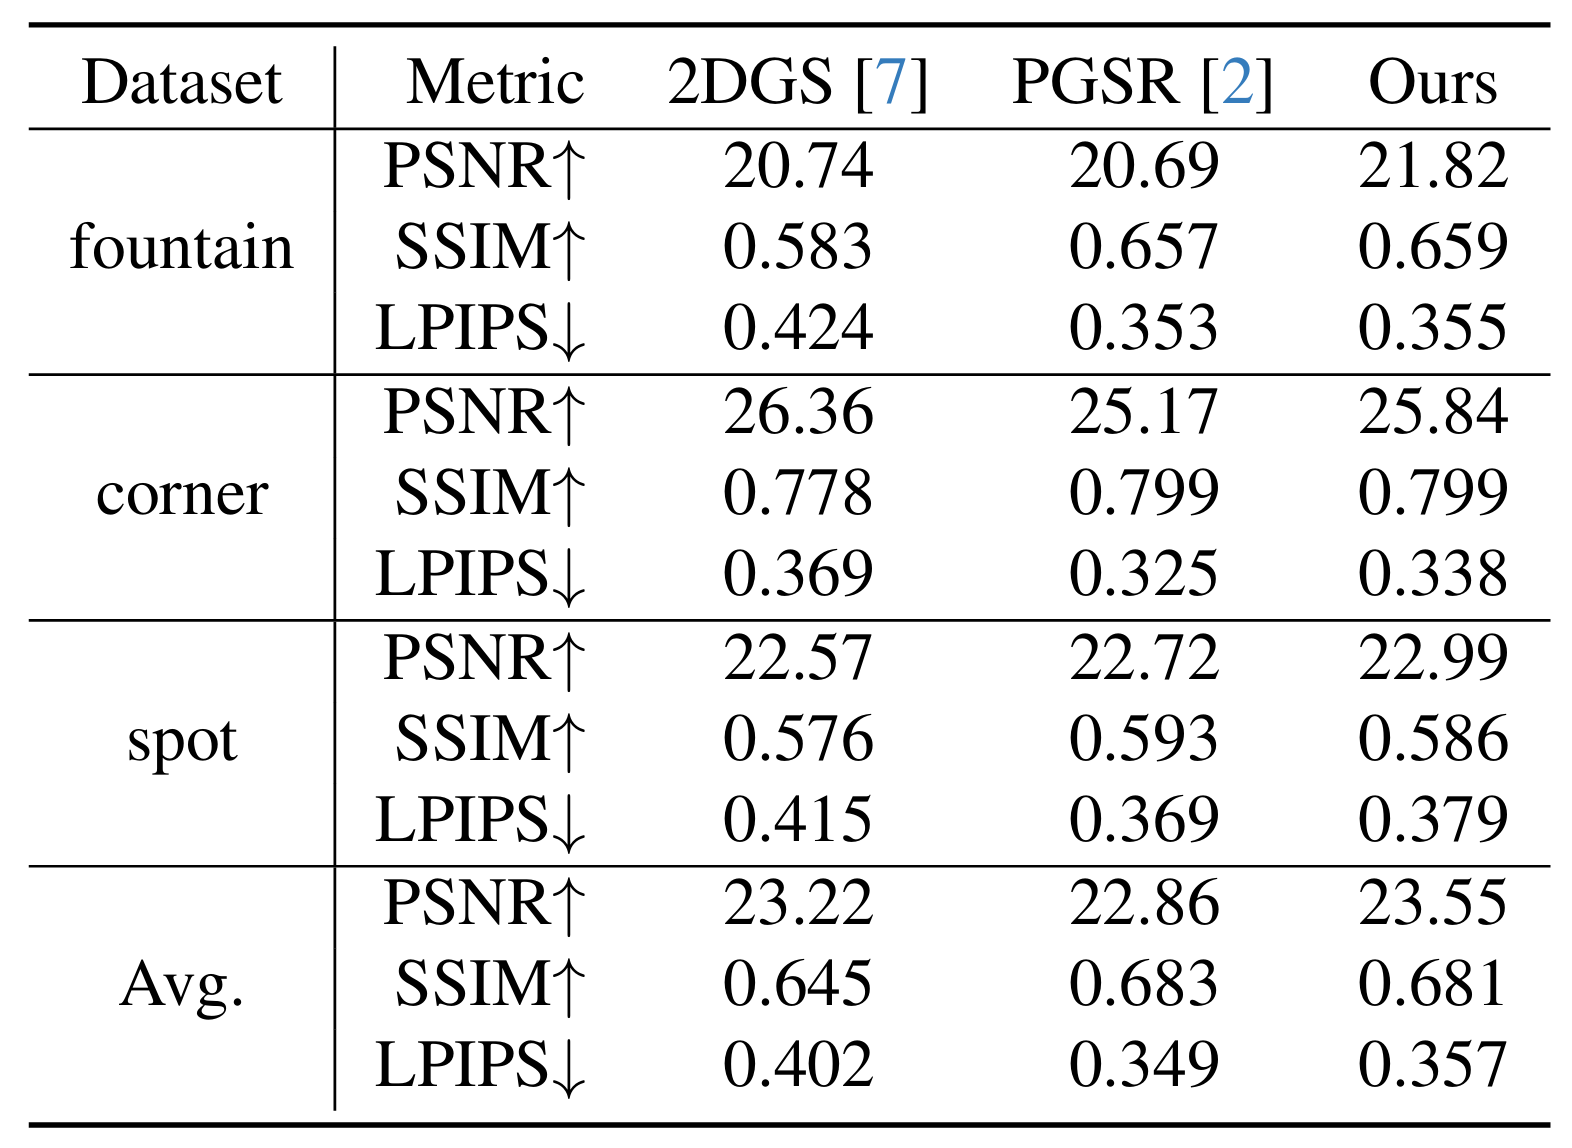 Dataset Metric 2DGS [7] PGSR [2] Ours
PSNR↑ 20.74 20.69 21.82
fountain SSIM↑ 0.583 0.657 0.659
LPIPS↓ 0.424 0.353 0.355
PSNR↑ 26.36 25.17 25.84
corner SSIM↑ 0.778 0.799 0.799
LPIPS↓ 0.369 0.325 0.338
PSNR↑ 22.57 22.72 22.99
spot SSIM↑ 0.576 0.593 0.586
LPIPS↓ 0.415 0.369 0.379
PSNR↑ 23.22 22.86 23.55
Avg. SSIM↑ 0.645 0.683 0.681
LPIPS↓ 0.402 0.349 0.357